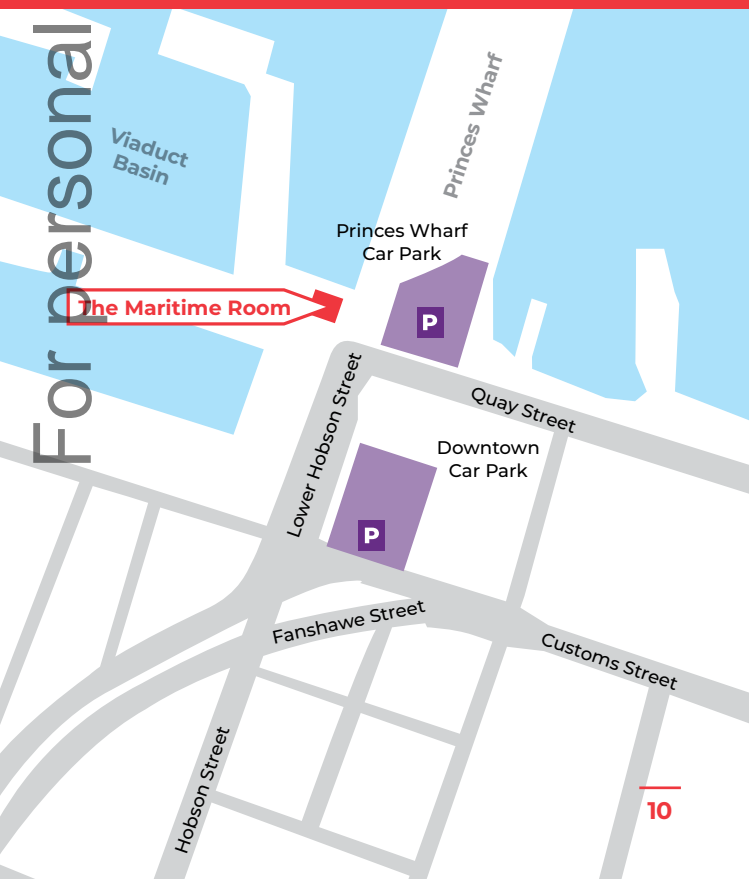 For personal
Viaduct
Basin
Princes Wharf
Princes Wharf
Car Park
The Maritime Room
P
Quay Street
Lower Hobson Street
Downtown
Car Park
P
Fanshawe Street
Customs Street
Hobson Street
10